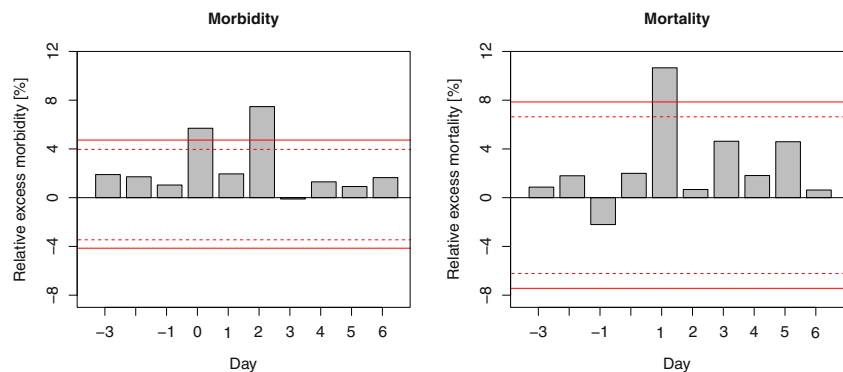 Morbidity
Relative excess morbidity [%]
12
8
4
0
−4
−8
−3 −1 0 1 2 3 4 5 6
Day
Mortality
Relative excess mortality [%]
12
8
4
0
−4
−8
−3 −1 1 2 3 4 5 6
Day